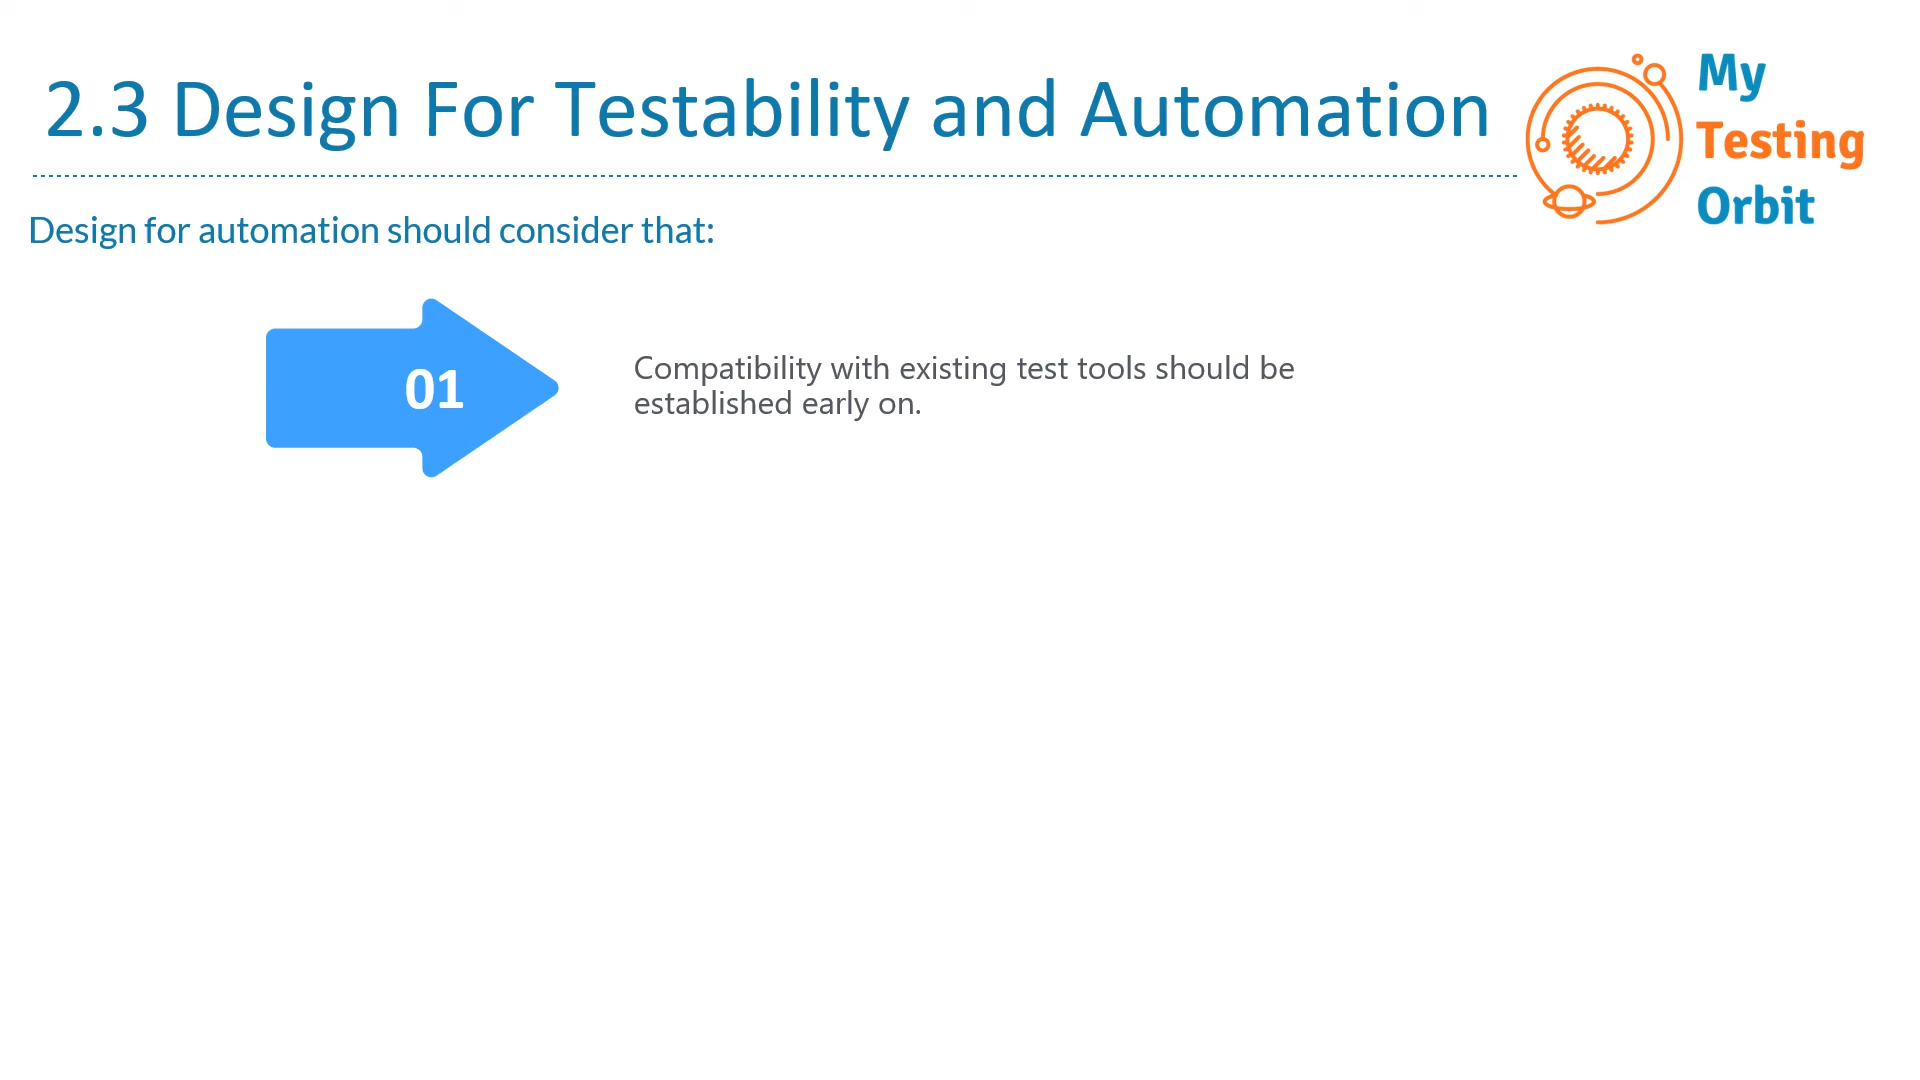 2.3 Design For Testability and Automation
My
Testing
Orbit
Design for automation should consider that:
01
Compatibility with existing test tools should be
established early on.